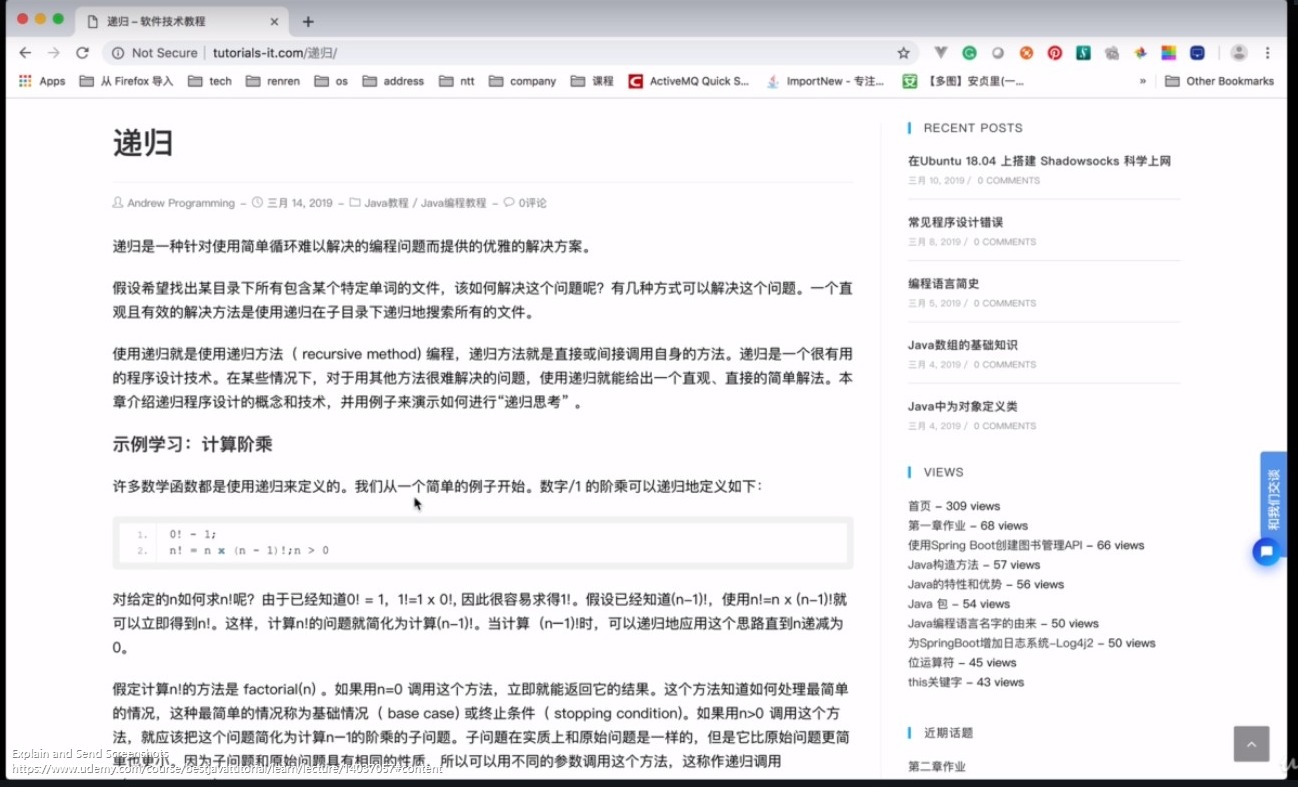 递归 – 软件技术教程
Not Secure
tutorials-it.com/递归/
Apps
从 Firefox 导入
tech
renren
os
address
ntt
company
课程
ActiveMQ Quick S...
ImportNew - 专注...
【多图】安贞里(一...
»
Other Bookmarks
递归
Andrew Programming – 三月 14, 2019 – Java教程 / Java编程教程 – 0评论
递归是一种针对使用简单循环难以解决的编程问题而提供的优雅的解决方案。
假设希望找出某目录下所有包含某个特定单词的文件，该如何解决这个问题呢？有几种方式可以解决这个问题。一个直
观且有效的解决方法是使用递归在子目录下递归地搜索所有的文件。
使用递归就是使用递归方法（ recursive method) 编程，递归方法就是直接或间接调用自身的方法。递归是一个很有用
的程序设计技术。在某些情况下，对于用其他方法很难解决的问题，使用递归就能给出一个直观、直接的简单解法。本
章介绍递归程序设计的概念和技术，并用例子来演示如何进行“递归思考” 。
示例学习：计算阶乘
许多数学函数都是使用递归来定义的。我们从一个简单的例子开始。数字/1 的阶乘可以递归地定义如下：
1. 0! - 1;
2. n! = n x (n - 1)!;n > 0
对给定的n如何求n!呢？由于已经知道0! = 1，1!=1 x 0!, 因此很容易求得1!。假设已经知道(n–1)!，使用n!=n x (n–1)!就
可以立即得到n!。这样，计算n!的问题就简化为计算(n–1)!。当计算（n一1)!时，可以递归地应用这个思路直到n递减为
0。
假定计算n!的方法是 factorial(n) 。如果用n=0 调用这个方法，立即就能返回它的结果。这个方法知道如何处理最简单
的情况，这种最简单的情况称为基础情况（ base case) 或终止条件（ stopping condition)。如果用n>0 调用这个方
法，就应该把这个问题简化为计算n一1的阶乘的子问题。子问题在实质上和原始问题是一样的，但是它比原始问题更简
单也更小。因为子问题和原始问题具有相同的性质，所以可以用不同的参数调用这个方法，这称作递归调用
Explain and Send Screenshots
RECENT POSTS
在Ubuntu 18.04 上搭建 Shadowsocks 科学上网
三月 10, 2019 / 0 COMMENTS
常见程序设计错误
三月 6, 2019 / 0 COMMENTS
编程语言简史
三月 5, 2019 / 0 COMMENTS
Java数组的基础知识
三月 4, 2019 / 0 COMMENTS
Java中为对象定义类
三月 4, 2019 / 0 COMMENTS
VIEWS
首页 – 309 views
第一章作业 – 68 views
使用Spring Boot创建图书管理API – 66 views
Java构造方法 – 57 views
Java的特性和优势 – 56 views
Java 包 – 54 views
Java编程语言名字的由来 – 50 views
为SpringBoot增加日志系统–Log4j2 – 50 views
位运算符 – 45 views
this关键字 – 43 views
近期话题
第二章作业
和我们交谈